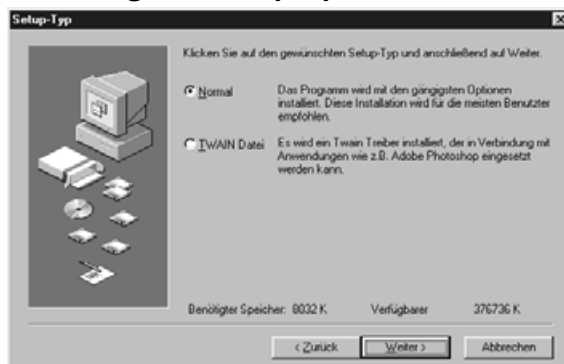 Setup-Typ
Klicken Sie auf den gewünschten Setup-Typ und anschließend auf Weiter.
Normal
Das Programm wird mit den gängigsten Optionen
installiert. Diese Installation wird für die meisten Benutzer
empfohlen.
TWAIN Datei
Es wird ein Twain Treiber installiert, der in Verbindung mit
Anwendungen wie z.B. Adobe Photoshop eingesetzt
werden kann.
Benötigter Speicher: 8032 K
Verfügbarer
376736 K
< Zurück
Weiter >
Abbrechen